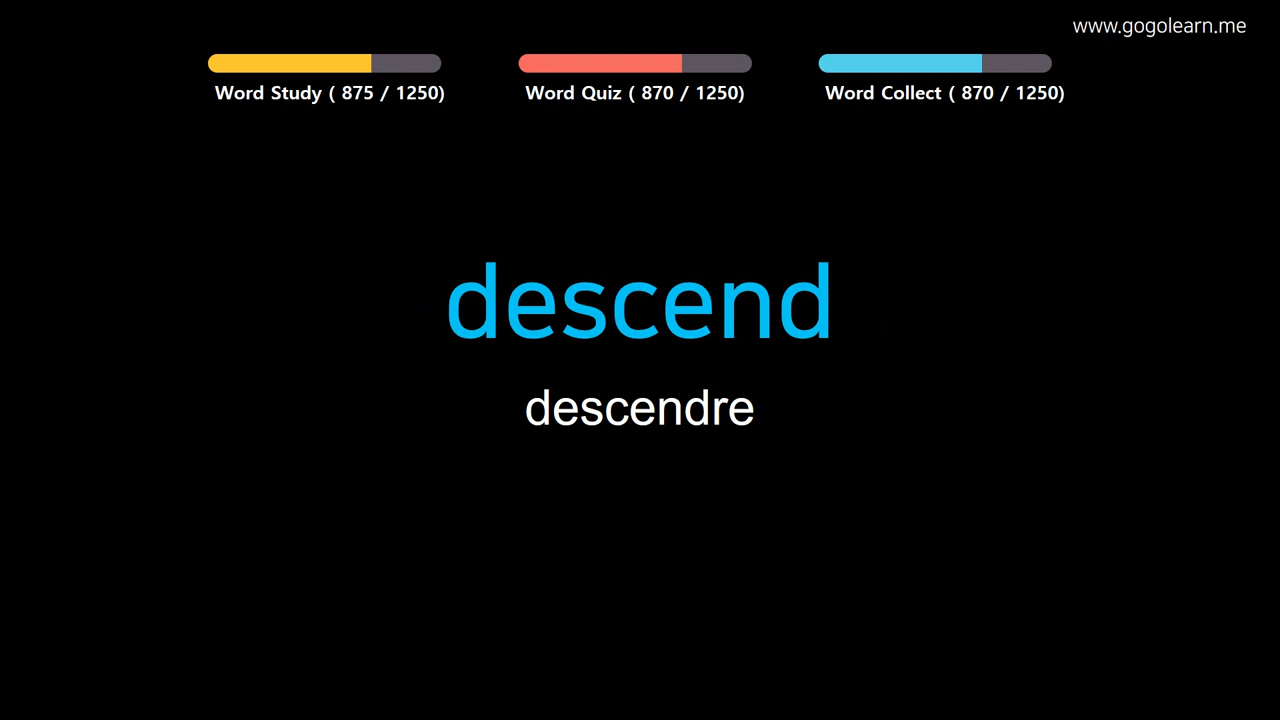 www.gogolearn.me
Word Study ( 875 / 1250)
Word Quiz ( 870 / 1250)
Word Collect ( 870 / 1250)
descend
descendre